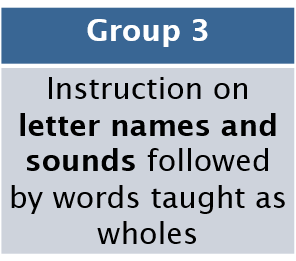 Group 3
Instruction on
letter names and
sounds followed
by words taught as
wholes